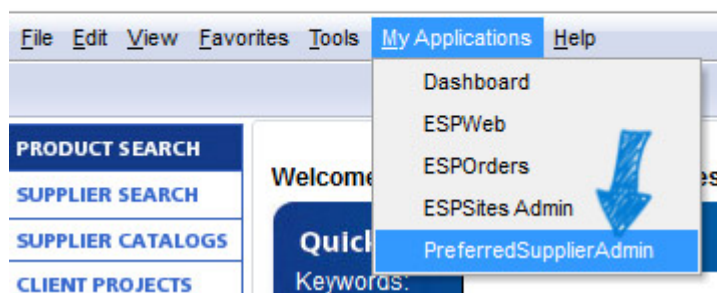 File Edit View Favorites Tools My Applications Help
Dashboard
ESPWeb
ESPOrders
ESPSites Admin
PreferredSupplierAdmin
PRODUCT SEARCH
SUPPLIER SEARCH
SUPPLIER CATALOGS
CLIENT PROJECTS
Welcome
Quick
Keywords: